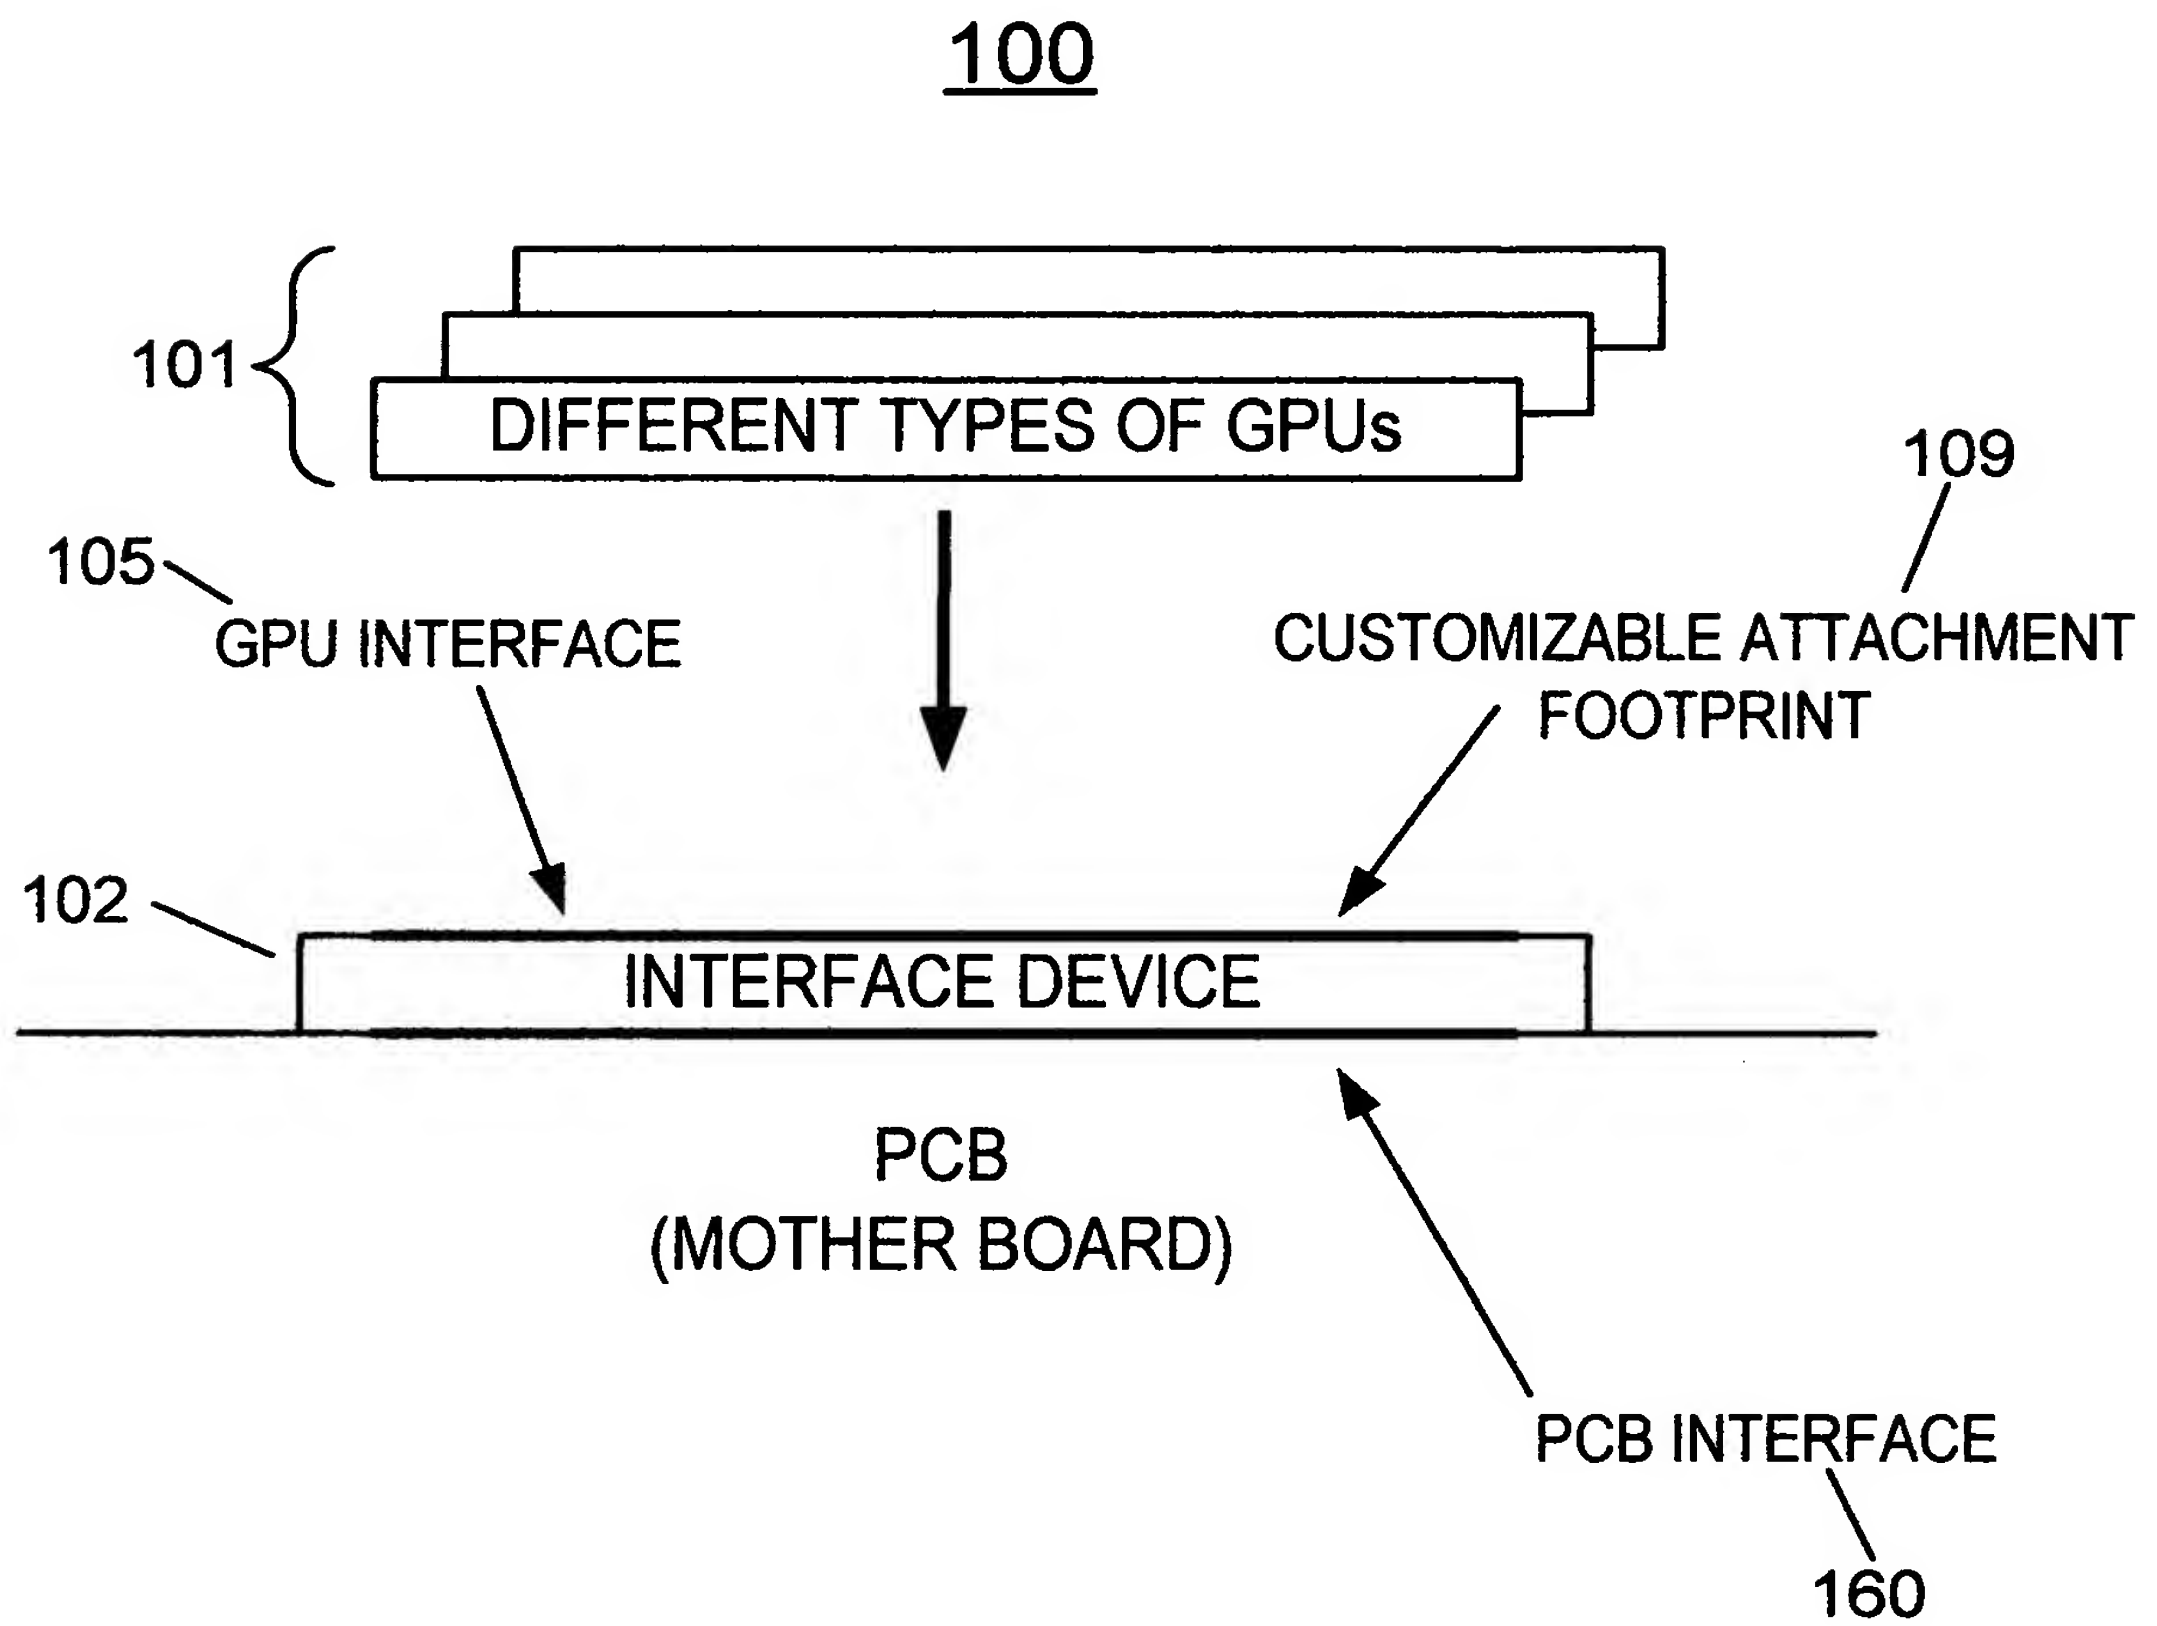 100
101
DIFFERENT TYPES OF GPUs
109
105
GPU INTERFACE
CUSTOMIZABLE ATTACHMENT
FOOTPRINT
102
INTERFACE DEVICE
PCB
(MOTHER BOARD)
PCB INTERFACE
160